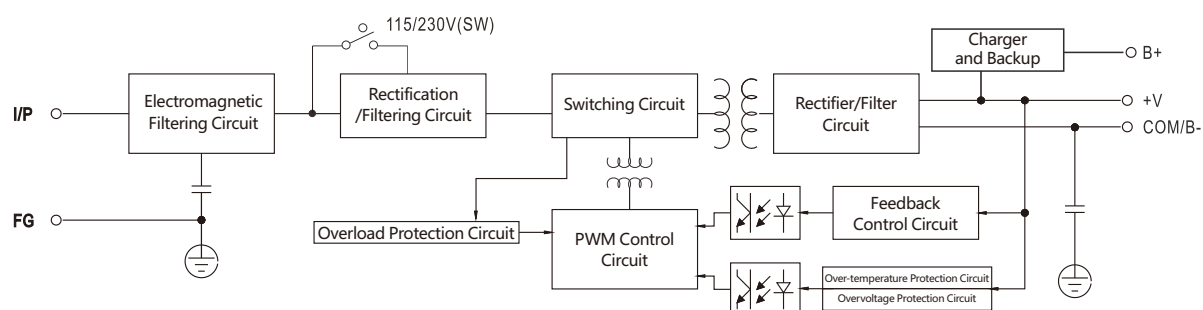 115/230V(SW)
Charger
and Backup
B+
I/P
Electromagnetic
Filtering Circuit
Rectification
/Filtering Circuit
Switching Circuit
Rectifier/Filter
Circuit
+V
COM/B-
FG
Overload Protection Circuit
PWM Control
Circuit
Feedback
Control Circuit
Over-temperature Protection Circuit
Overvoltage Protection Circuit